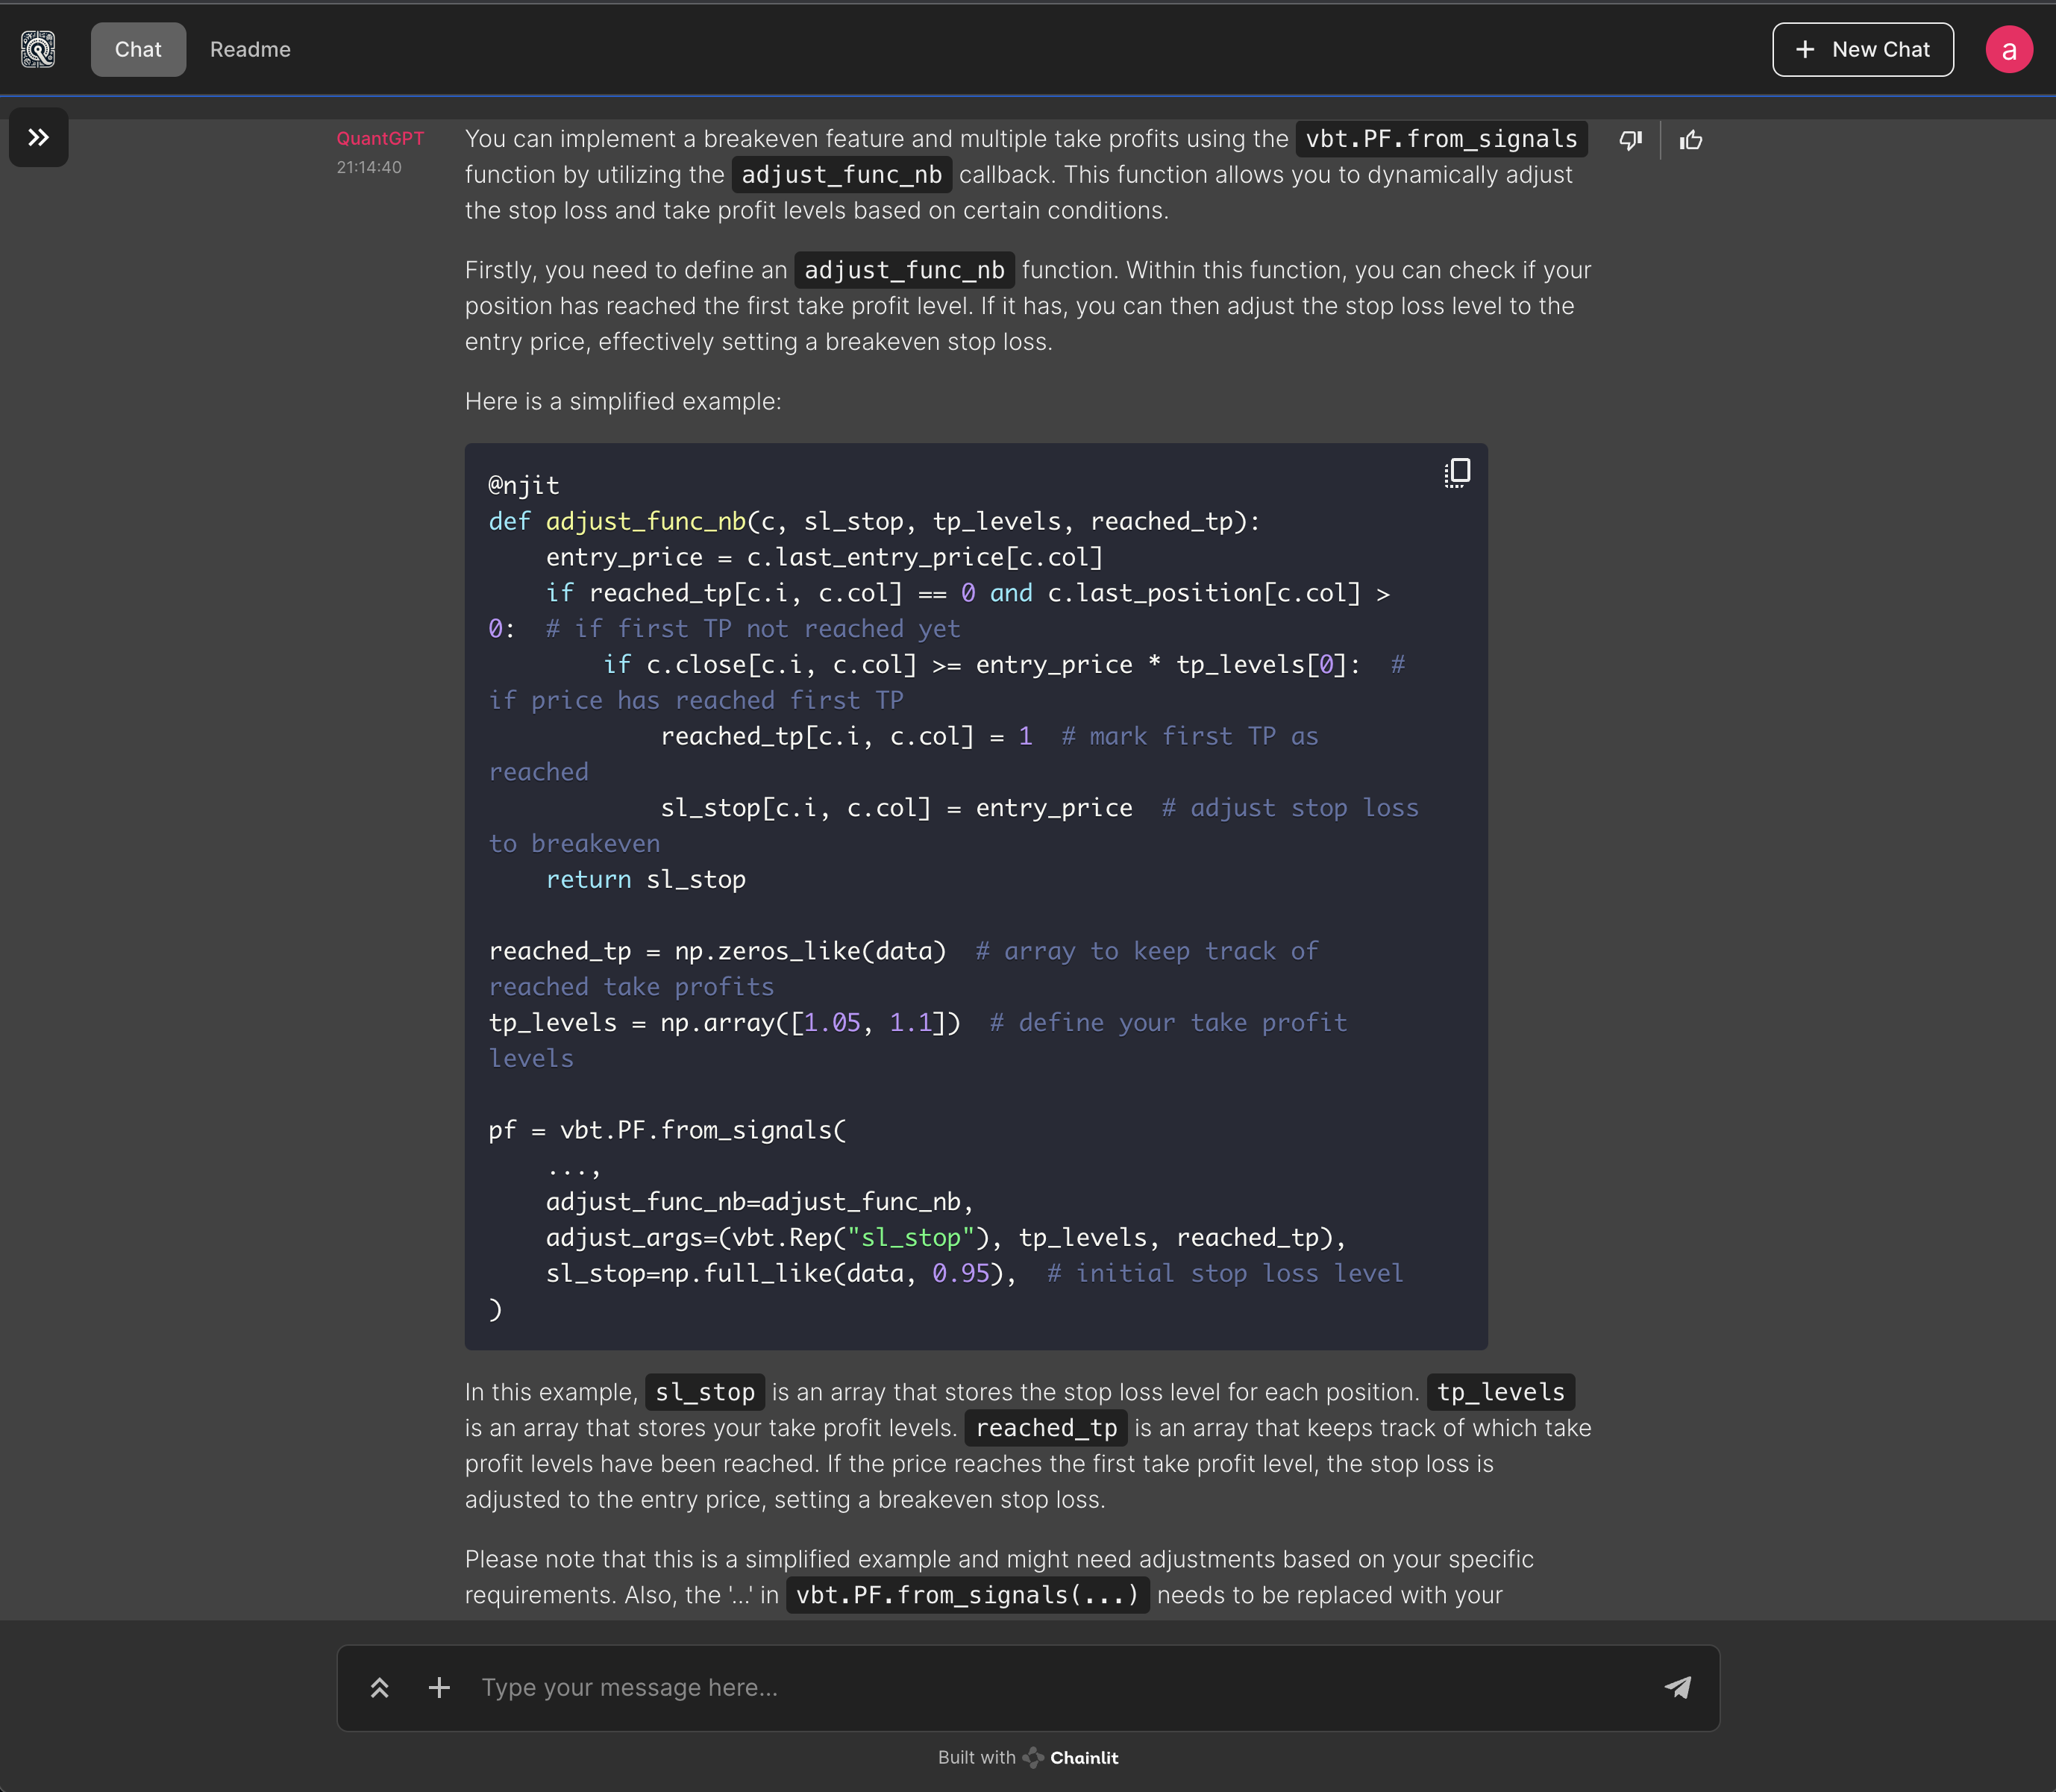 Chat
Readme
+ New Chat
a
QuantGPT
21:14:40
You can implement a breakeven feature and multiple take profits using the vbt.PF.from_signals
function by utilizing the adjust_func_nb callback. This function allows you to dynamically adjust
the stop loss and take profit levels based on certain conditions.
Firstly, you need to define an adjust_func_nb function. Within this function, you can check if your
position has reached the first take profit level. If it has, you can then adjust the stop loss level to the
entry price, effectively setting a breakeven stop loss.
Here is a simplified example:
@njit
def adjust_func_nb(c, sl_stop, tp_levels, reached_tp):
    entry_price = c.last_entry_price[c.col]
    if reached_tp[c.i, c.col] == 0 and c.last_position[c.col] >
0:  # if first TP not reached yet
        if c.close[c.i, c.col] >= entry_price * tp_levels[0]:  #
if price has reached first TP
            reached_tp[c.i, c.col] = 1  # mark first TP as
reached
            sl_stop[c.i, c.col] = entry_price  # adjust stop loss
to breakeven
    return sl_stop
reached_tp = np.zeros_like(data)  # array to keep track of
reached take profits
tp_levels = np.array([1.05, 1.1])  # define your take profit
levels
pf = vbt.PF.from_signals(
    ...,
    adjust_func_nb=adjust_func_nb,
    adjust_args=(vbt.Rep("sl_stop"), tp_levels, reached_tp),
    sl_stop=np.full_like(data, 0.95),  # initial stop loss level
)
In this example, sl_stop is an array that stores the stop loss level for each position. tp_levels
is an array that stores your take profit levels. reached_tp is an array that keeps track of which take
profit levels have been reached. If the price reaches the first take profit level, the stop loss is
adjusted to the entry price, setting a breakeven stop loss.
Please note that this is a simplified example and might need adjustments based on your specific
requirements. Also, the '...' in vbt.PF.from_signals(...) needs to be replaced with your
Type your message here...
Built with Chainlit